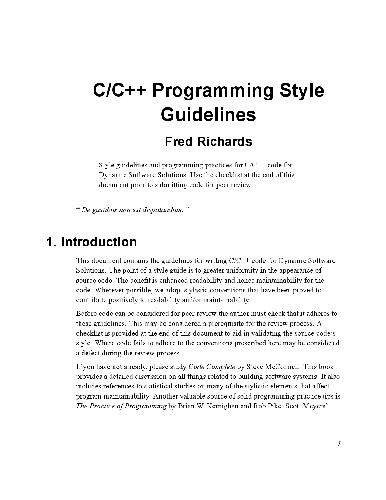 C/C++ Programming Style
Guidelines
Fred Richards
Style guidelines and programming practices for C/C++ code for
Dynamic Software Solutions. Use the checklist at the end of this
document prior to submitting code for peer review.
“ De gustibus non est disputandum. ”
1. Introduction
This document contains the guidelines for writing C/C++ code for Dynamic Software
Solutions. The point of a style guide is to greater uniformity in the appearance of
source code. The benefit is enhanced readability and hence maintainability for the
code. Wherever possible, we adopt stylistic conventions that have been proved to
contribute positively to readability and/or maintainability.
Before code can be considered for peer review the author must check that it adheres to
these guidelines. This may be considered a prerequisite for the review process. A
checklist is provided at the end of this document to aid in validating the source code's
style. Where code fails to adhere to the conventions prescribed here may be considered
a defect during the review process.
If you have not already, please study Code Complete by Steve McConnell. This book
provides a detailed discussion on all things related to building software systems. It also
includes references to statistical studies on many of the stylistic elements that affect
program maintainability. Another valuable source of solid programming practice tips is
The Practice of Programming by Brian W. Kernighan and Rob Pike. Scott Meyers'